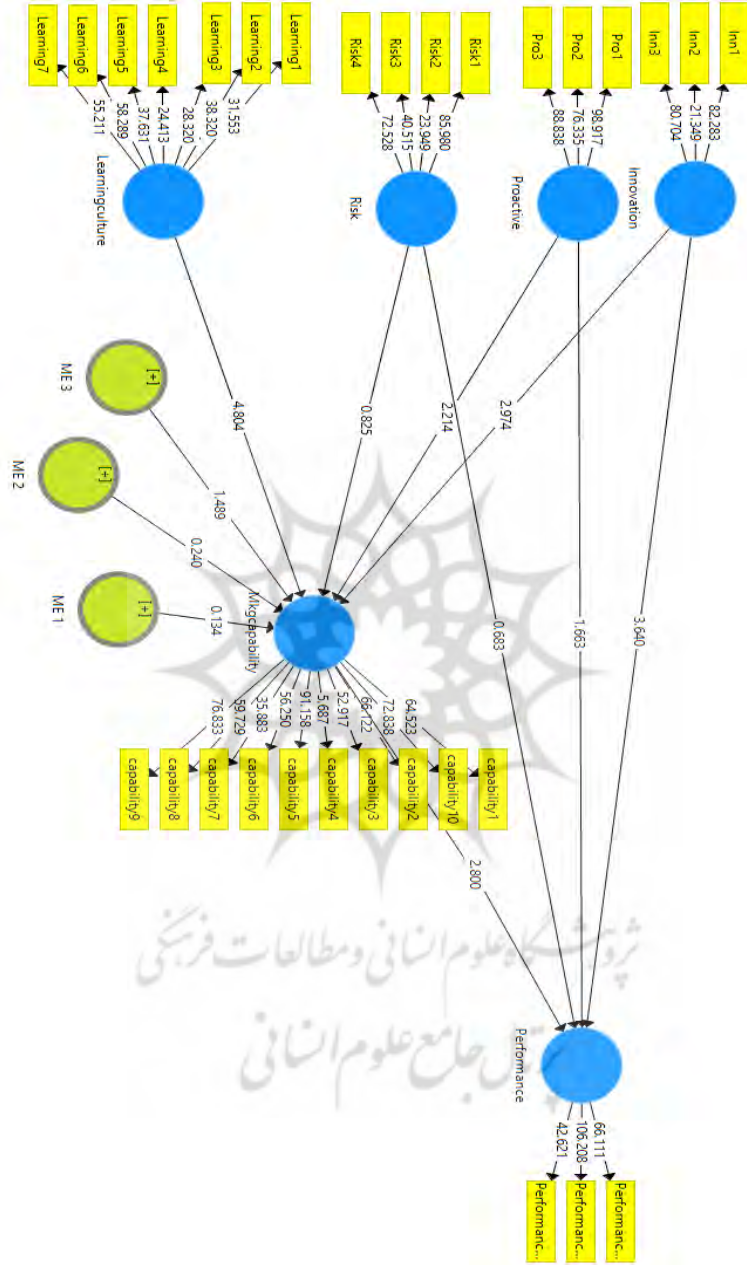 Inn1
Inn2
Inn3
82.283
21.349
80.704
Innovation
Pro1
Pro2
Pro3
98.917
76.335
88.838
Proactive
Risk1
Risk2
Risk3
Risk4
85.980
23.949
40.515
72.528
Risk
Learning1
Learning2
Learning3
Learning4
Learning5
Learning6
Learning7
31.553
38.320
28.320
24.413
37.631
58.289
55.211
Learningculture
3.640
1.663
0.683
2.974
2.214
0.825
4.804
1.489
0.240
0.134
[+]
ME 3
[+]
ME 2
[+]
ME 1
Mkgcapability
64.523
72.838
66.122
52.917
5.687
91.158
56.250
35.883
59.729
76.833
capability1
capability10
capability2
capability3
capability4
capability5
capability6
capability7
capability8
capability9
2.800
Performance
66.111
106.208
42.621
Performanc...
Performanc...
Performanc...
پژوهشگاه علوم انسانی و مطالعات فرهنگی
جامع علوم انسانی